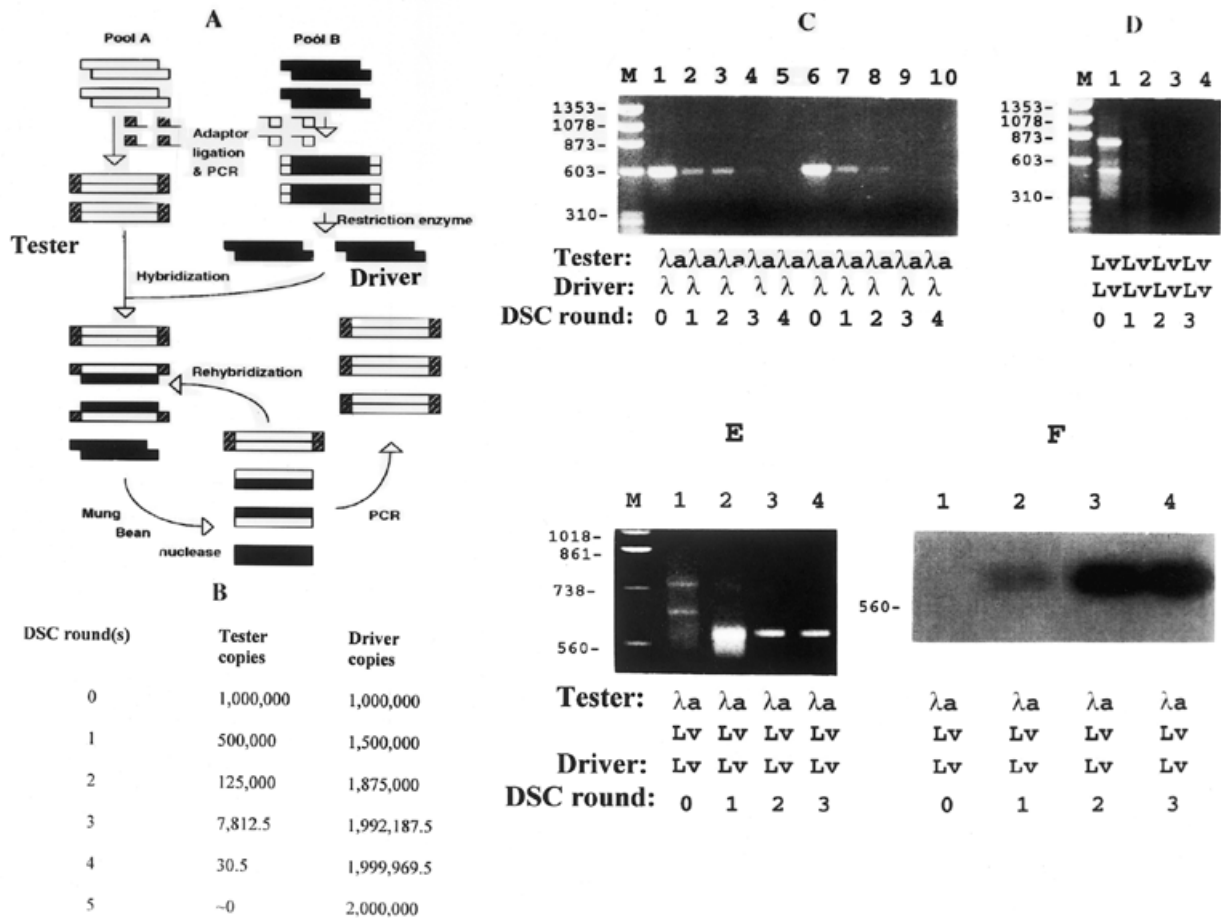 A
Pool A Pool B
Adaptor
ligation
& PCR
Restriction enzyme
Tester
Driver
Hybridization
Rehybridization
Mung
Bean
nuclease
PCR
B
DSC round(s) Tester copies Driver copies
0 1,000,000 1,000,000
1 500,000 1,500,000
2 125,000 1,875,000
3 7,812.5 1,992,187.5
4 30.5 1,999,969.5
5 ~0 2,000,000
C
M 1 2 3 4 5 6 7 8 9 10
1353-
1078-
873-
603-
310-
Tester: λa λa λa λa λa λa λa λa λa λa
Driver: λ λ λ λ λ λ λ λ λ λ
DSC round: 0 1 2 3 4 0 1 2 3 4
D
M 1 2 3 4
1353-
1078-
873-
603-
310-
Lv Lv Lv Lv
Lv Lv Lv Lv
0 1 2 3
E
M 1 2 3 4
1018-
861-
738-
560-
Tester: λa λa λa λa
Lv Lv Lv Lv
Driver: Lv Lv Lv Lv
DSC round: 0 1 2 3
F
1 2 3 4
560-
λa λa λa λa
Lv Lv Lv Lv
Lv Lv Lv Lv
0 1 2 3